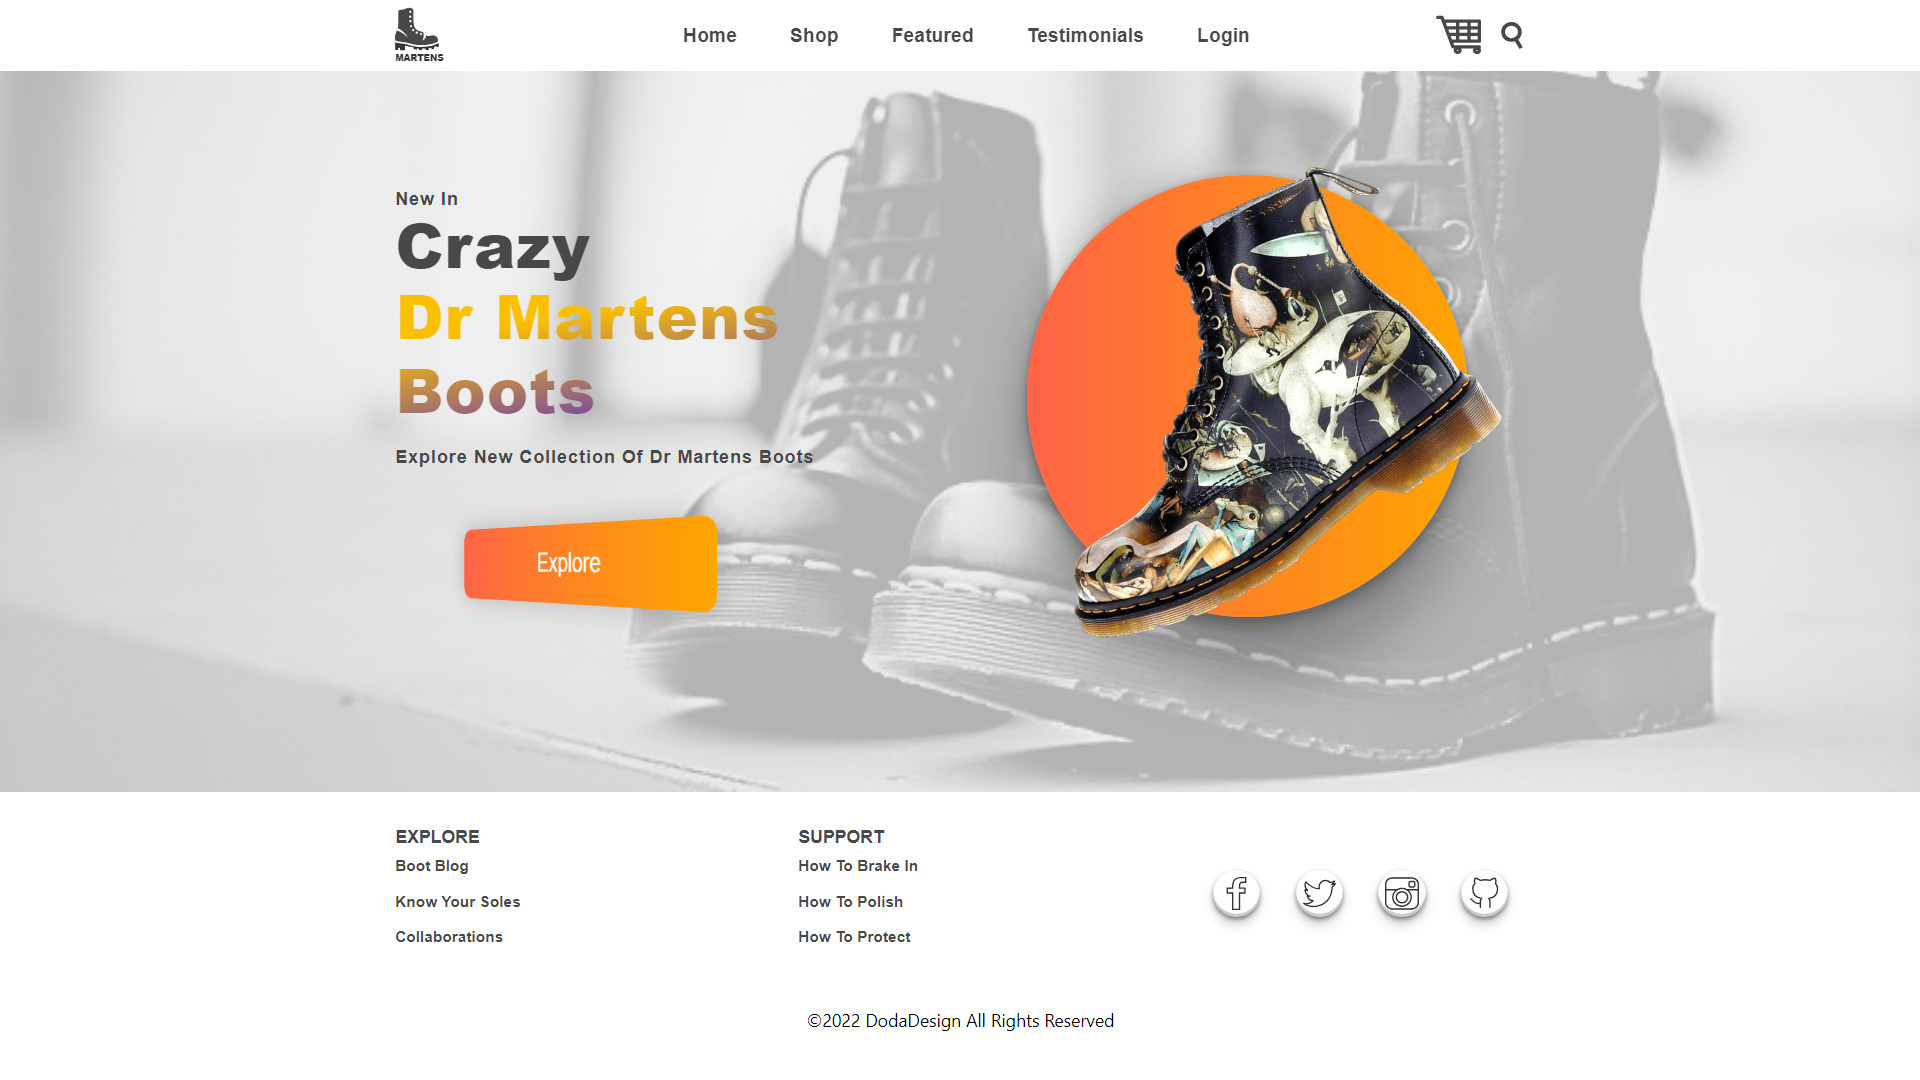 MARTENS
Home
Shop
Featured
Testimonials
Login
New In
Crazy
Dr Martens
Boots
Explore New Collection Of Dr Martens Boots
Explore
EXPLORE
Boot Blog
Know Your Soles
Collaborations
SUPPORT
How To Brake In
How To Polish
How To Protect
©2022 DodaDesign All Rights Reserved